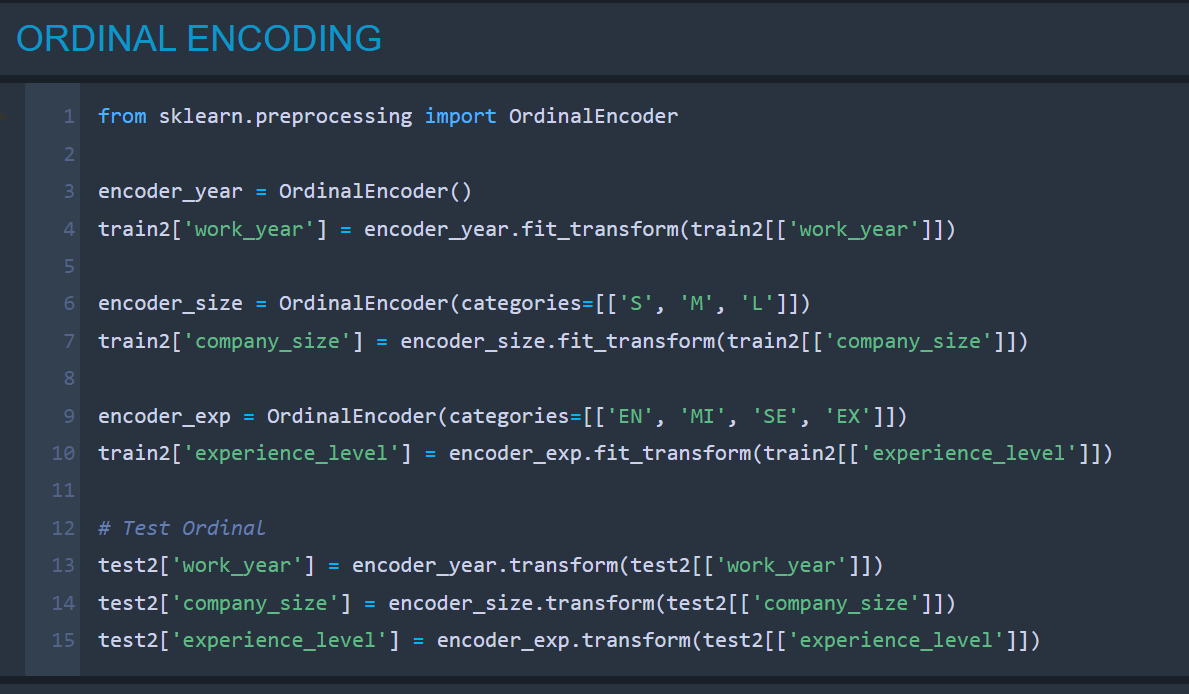 ORDINAL ENCODING
1 from sklearn.preprocessing import OrdinalEncoder
2
3 encoder_year = OrdinalEncoder()
4 train2['work_year'] = encoder_year.fit_transform(train2[['work_year']])
5
6 encoder_size = OrdinalEncoder(categories=[['S', 'M', 'L']])
7 train2['company_size'] = encoder_size.fit_transform(train2[['company_size']])
8
9 encoder_exp = OrdinalEncoder(categories=[['EN', 'MI', 'SE', 'EX']])
10 train2['experience_level'] = encoder_exp.fit_transform(train2[['experience_level']])
11
12 # Test Ordinal
13 test2['work_year'] = encoder_year.transform(test2[['work_year']])
14 test2['company_size'] = encoder_size.transform(test2[['company_size']])
15 test2['experience_level'] = encoder_exp.transform(test2[['experience_level']])